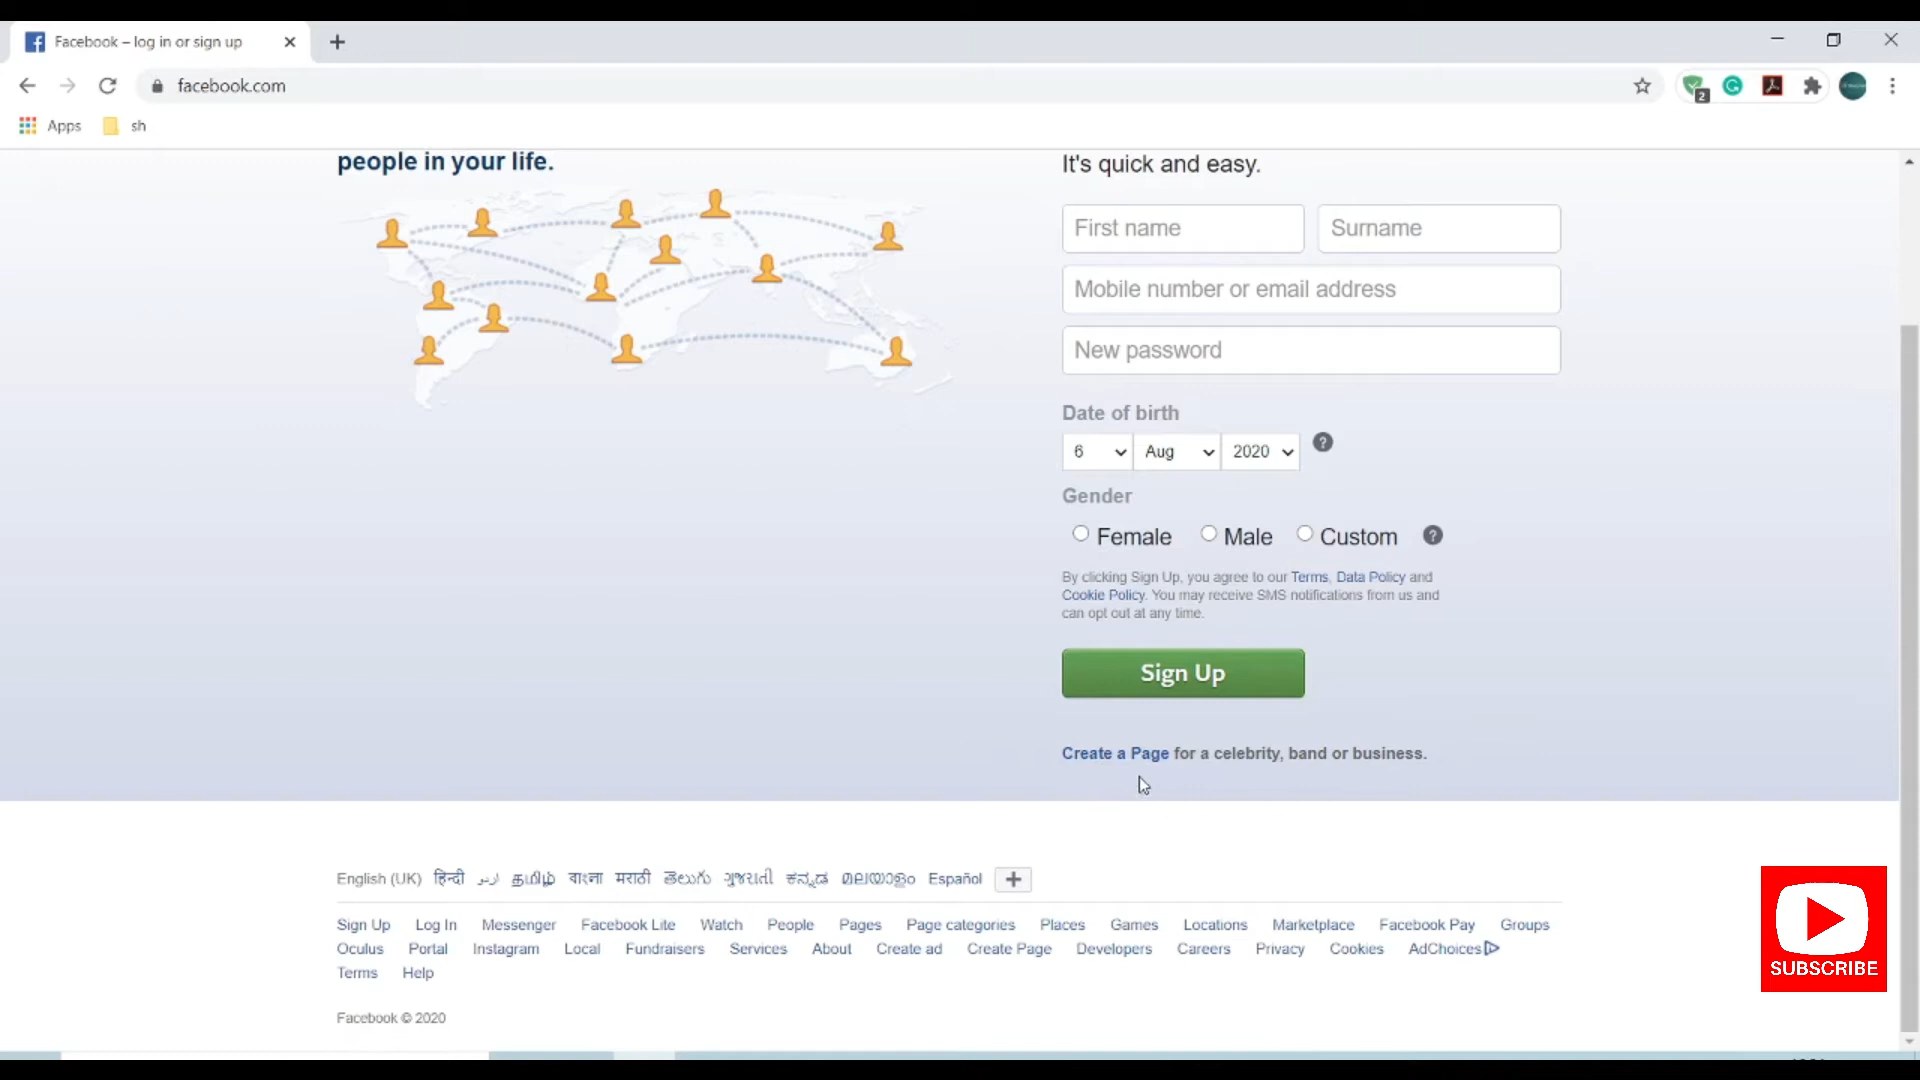 Facebook – log in or sign up
facebook.com
2
Apps
sh
people in your life.
It's quick and easy.
First name
Surname
Mobile number or email address
New password
Date of birth
6
Aug
2020
?
Gender
Female
Male
Custom
?
By clicking Sign Up, you agree to our Terms, Data Policy and
Cookie Policy. You may receive SMS notifications from us and
can opt out at any time.
Sign Up
Create a Page for a celebrity, band or business.
English (UK) हिन्दी اردو தமிழ் বাংলা मराठी తెలుగు ગુજરાતી ಕನ್ನಡ മലയാളം Español +
Sign Up Log In Messenger Facebook Lite Watch People Pages Page categories Places Games Locations Marketplace Facebook Pay Groups
Oculus Portal Instagram Local Fundraisers Services About Create ad Create Page Developers Careers Privacy Cookies AdChoices
Terms Help
Facebook © 2020
SUBSCRIBE